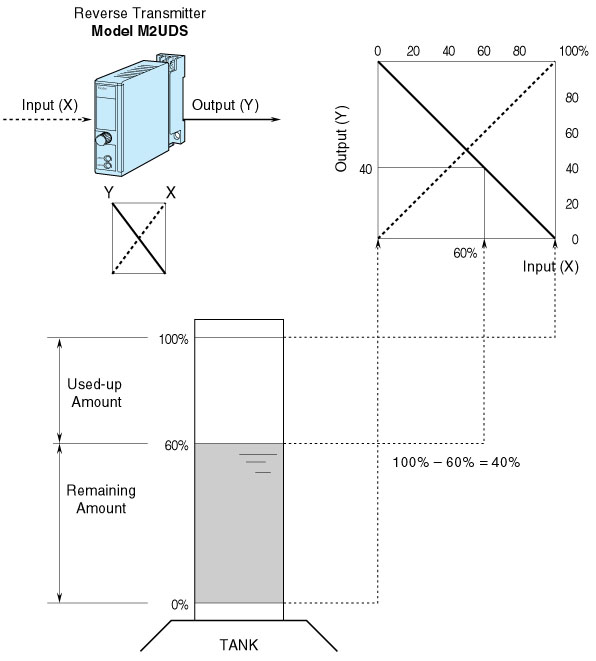 Reverse Transmitter
Model M2UDS
Input (X)
Output (Y)
Y X
0 20 40 60 80 100%
80
60
40
20
0
Output (Y)
40
60%
Input (X)
100%
Used-up
Amount
60%
100% – 60% = 40%
Remaining
Amount
0%
TANK